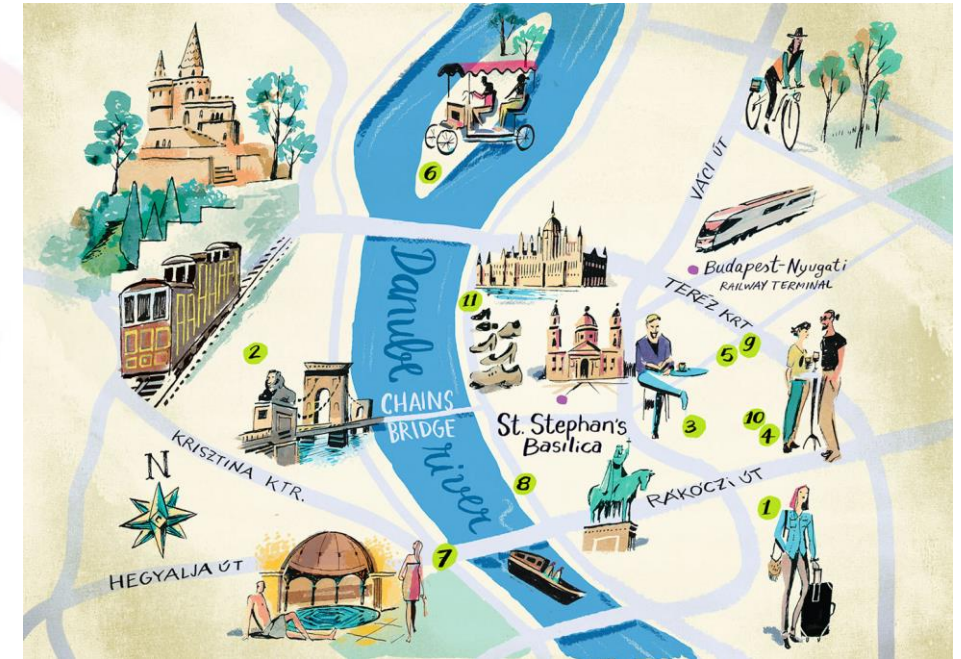 6
VÁCI ÚT
Budapest-Nyugati
RAILWAY TERMINAL
TERÉZ KRT
Danube
river
11
2
9
5
CHAINS
BRIDGE
3
10
4
St. Stephan's
Basilica
KRISZTINA KTR.
N
8
RÁKÓCZI ÚT
1
7
HEGYALJA ÚT